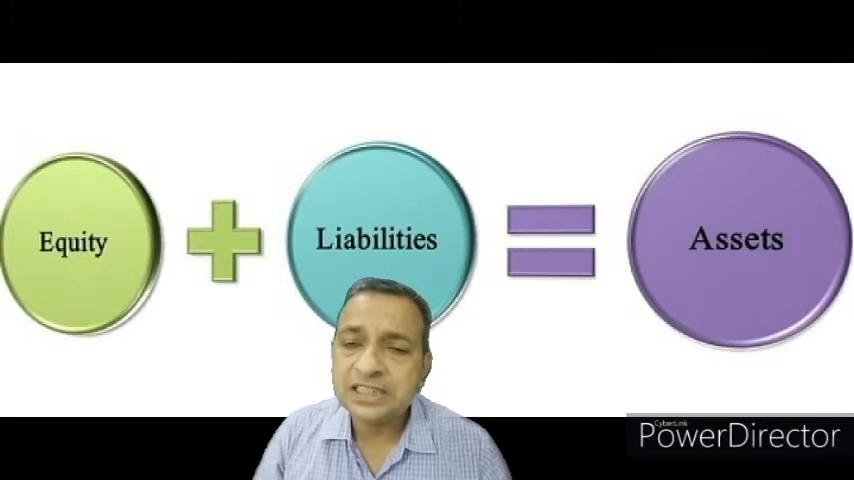 Equity
Liabilities
Assets
CyberLink
PowerDirector